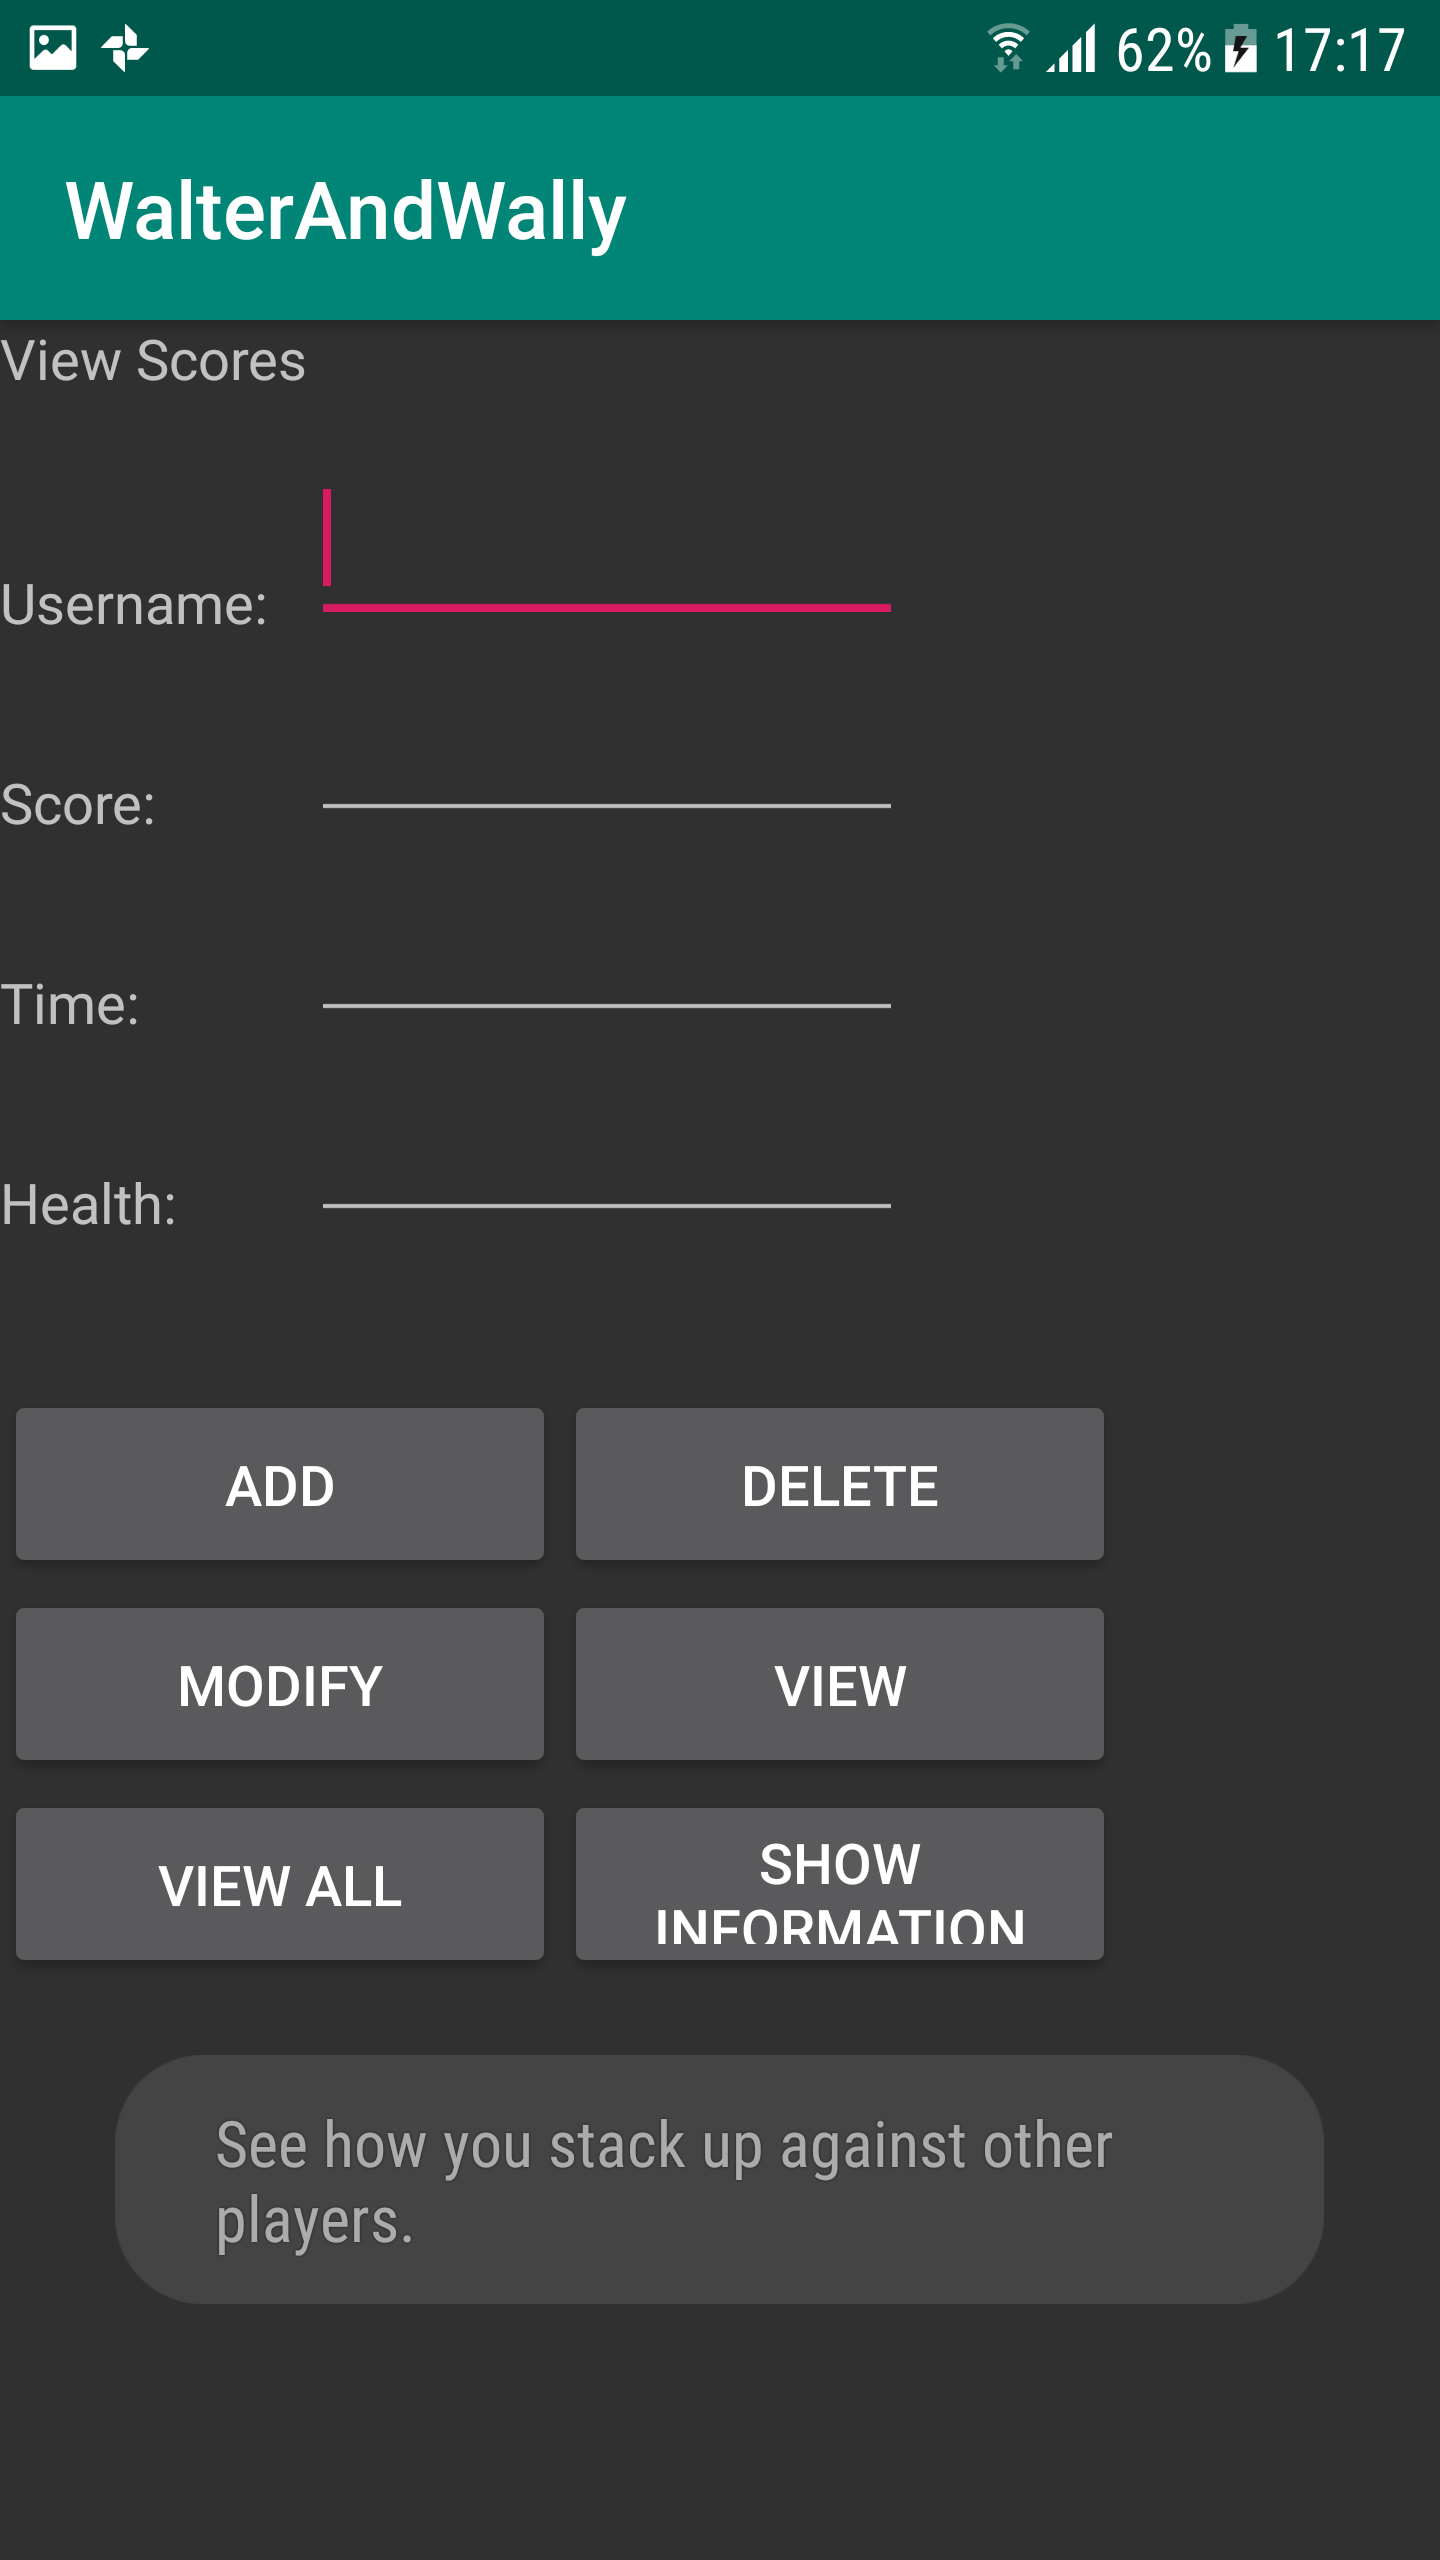 62% 17:17
WalterAndWally
View Scores
Username:
Score:
Time:
Health:
ADD DELETE
MODIFY VIEW
VIEW ALL SHOW
INFORMATION
See how you stack up against other
players.